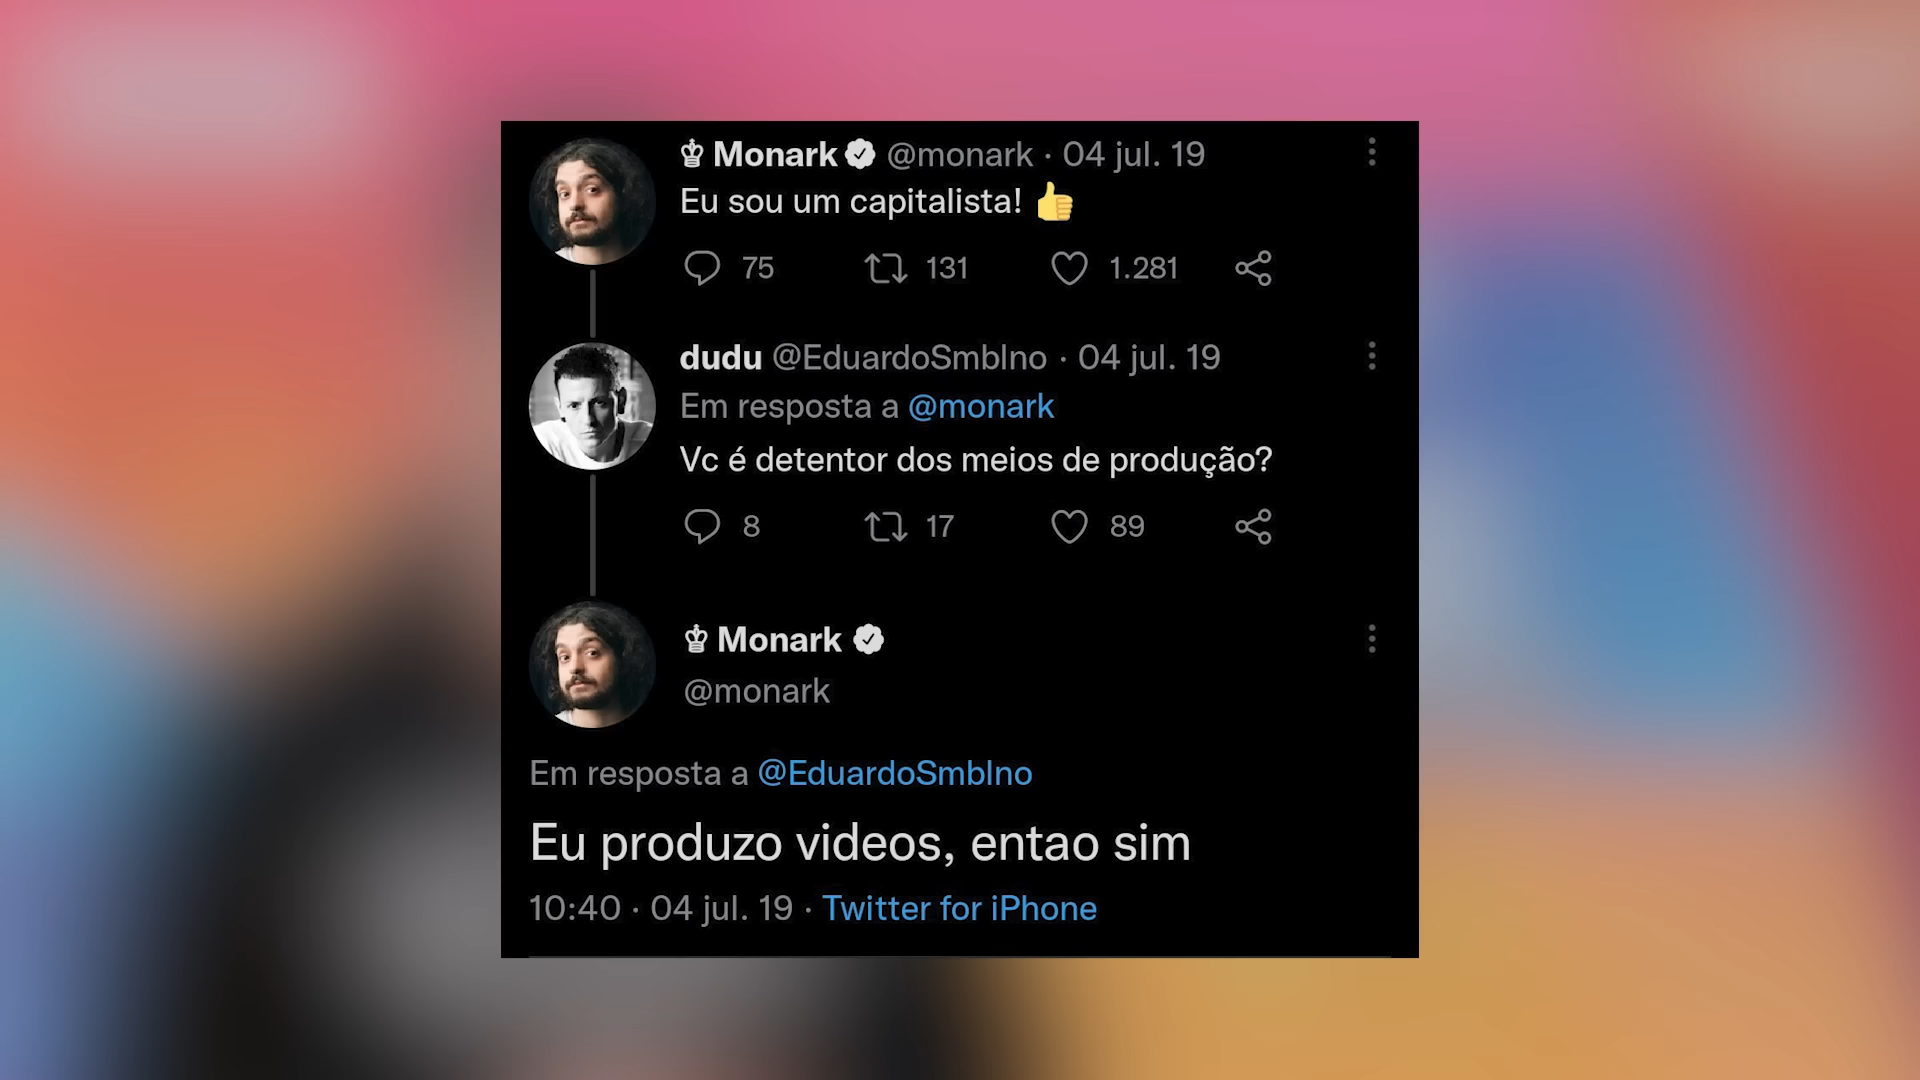 ♔ Monark @monark · 04 jul. 19
Eu sou um capitalista! 👍
75 131 1.281
dudu @EduardoSmblno · 04 jul. 19
Em resposta a @monark
Vc é detentor dos meios de produção?
8 17 89
♔ Monark
@monark
Em resposta a @EduardoSmblno
Eu produzo videos, entao sim
10:40 · 04 jul. 19 · Twitter for iPhone